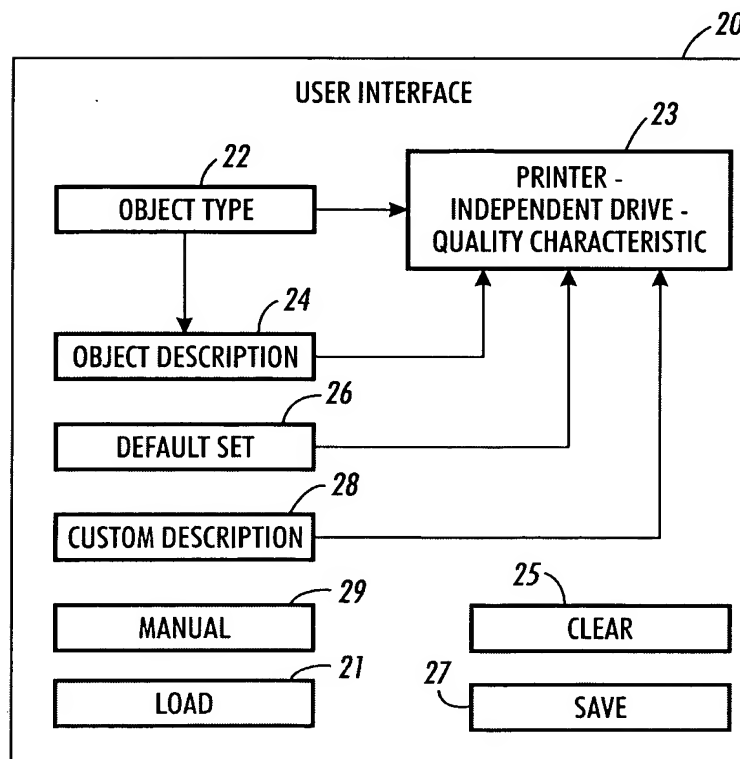 20
USER INTERFACE
22
OBJECT TYPE
23
PRINTER -
INDEPENDENT DRIVE -
QUALITY CHARACTERISTIC
24
OBJECT DESCRIPTION
26
DEFAULT SET
28
CUSTOM DESCRIPTION
29
MANUAL
25
CLEAR
21
LOAD
27
SAVE